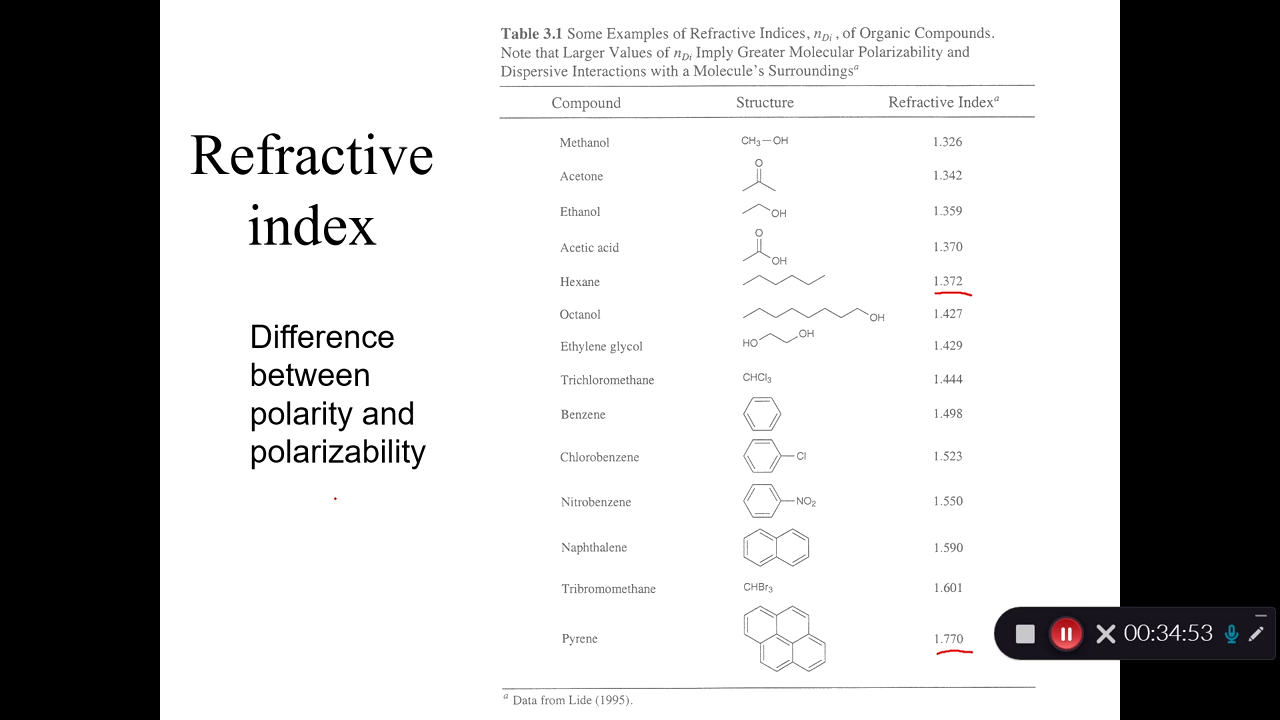 Refractive
index
Difference
between
polarity and
polarizability
Table 3.1 Some Examples of Refractive Indices, nDi , of Organic Compounds.
Note that Larger Values of nDi Imply Greater Molecular Polarizability and
Dispersive Interactions with a Molecule's Surroundingsa
Compound Structure Refractive Indexa
Methanol CH3—OH 1.326
O
Acetone 1.342
Ethanol OH 1.359
O
Acetic acid 1.370
OH
Hexane 1.372
Octanol OH 1.427
OH
Ethylene glycol HO 1.429
Trichloromethane CHCl3 1.444
Benzene 1.498
Chlorobenzene Cl 1.523
Nitrobenzene NO2 1.550
Naphthalene 1.590
Tribromomethane CHBr3 1.601
Pyrene 1.770
a Data from Lide (1995).
00:34:53